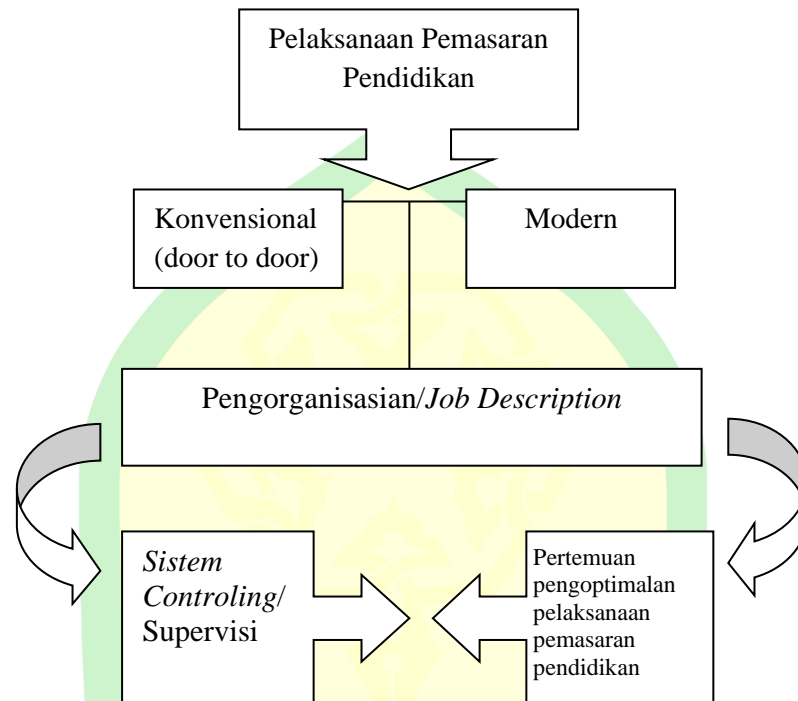 Pelaksanaan Pemasaran
Pendidikan
Konvensional
(door to door)
Modern
Pengorganisasian/Job Description
Sistem
Controling/
Supervisi
Pertemuan
pengoptimalan
pelaksanaan
pemasaran
pendidikan